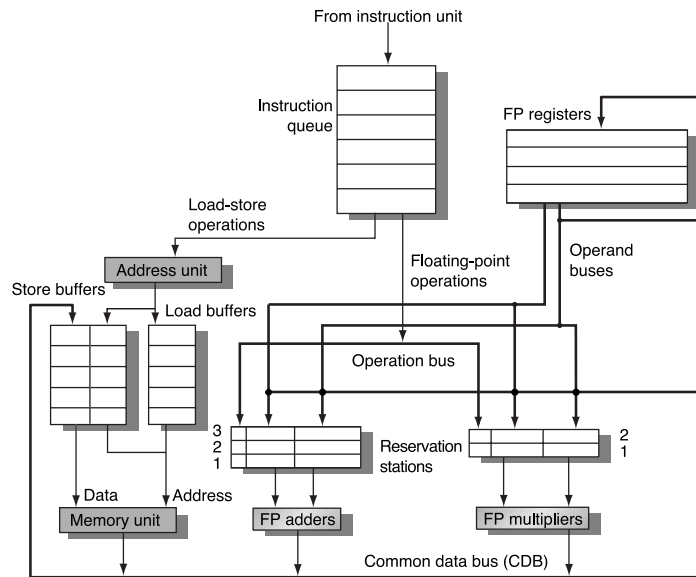 From instruction unit
Instruction
queue
FP registers
Load-store
operations
Address unit
Floating-point
operations
Operand
buses
Store buffers
Load buffers
Operation bus
3
2
1
Reservation
stations
2
1
Data
Address
Memory unit
FP adders
FP multipliers
Common data bus (CDB)